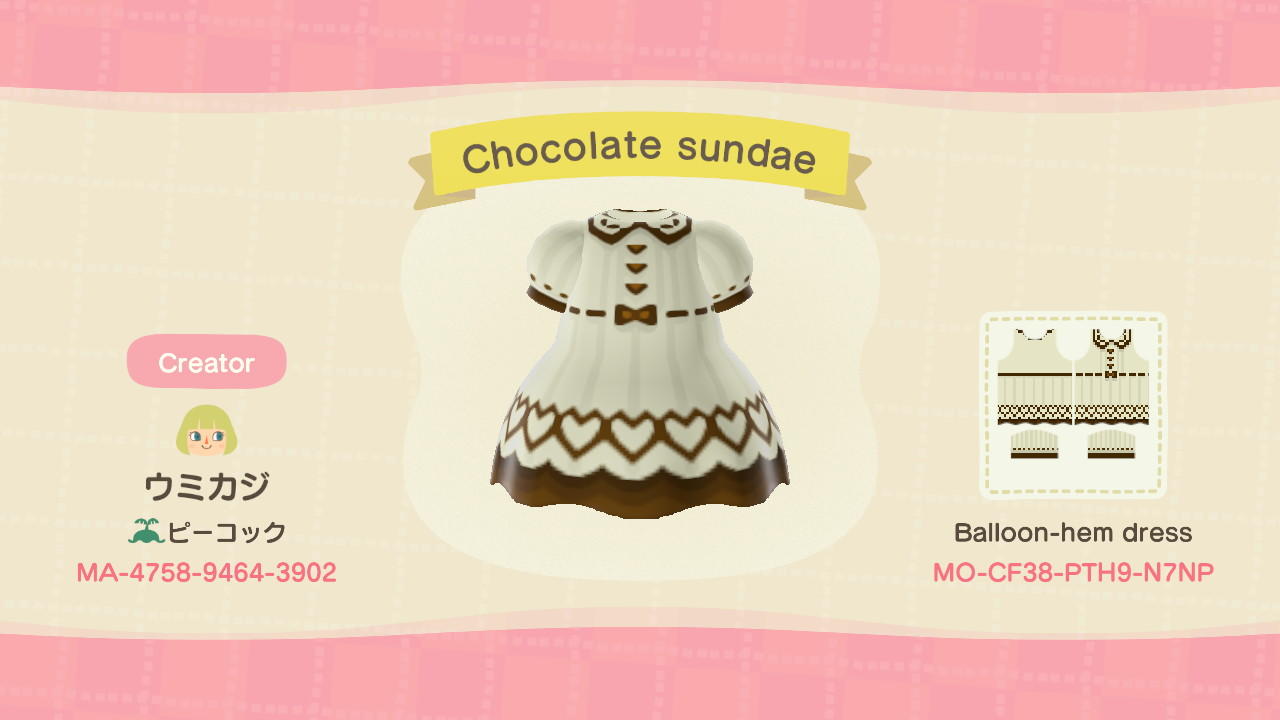 Chocolate sundae
Creator
ウミカジ
ピーコック
MA-4758-9464-3902
Balloon-hem dress
MO-CF38-PTH9-N7NP